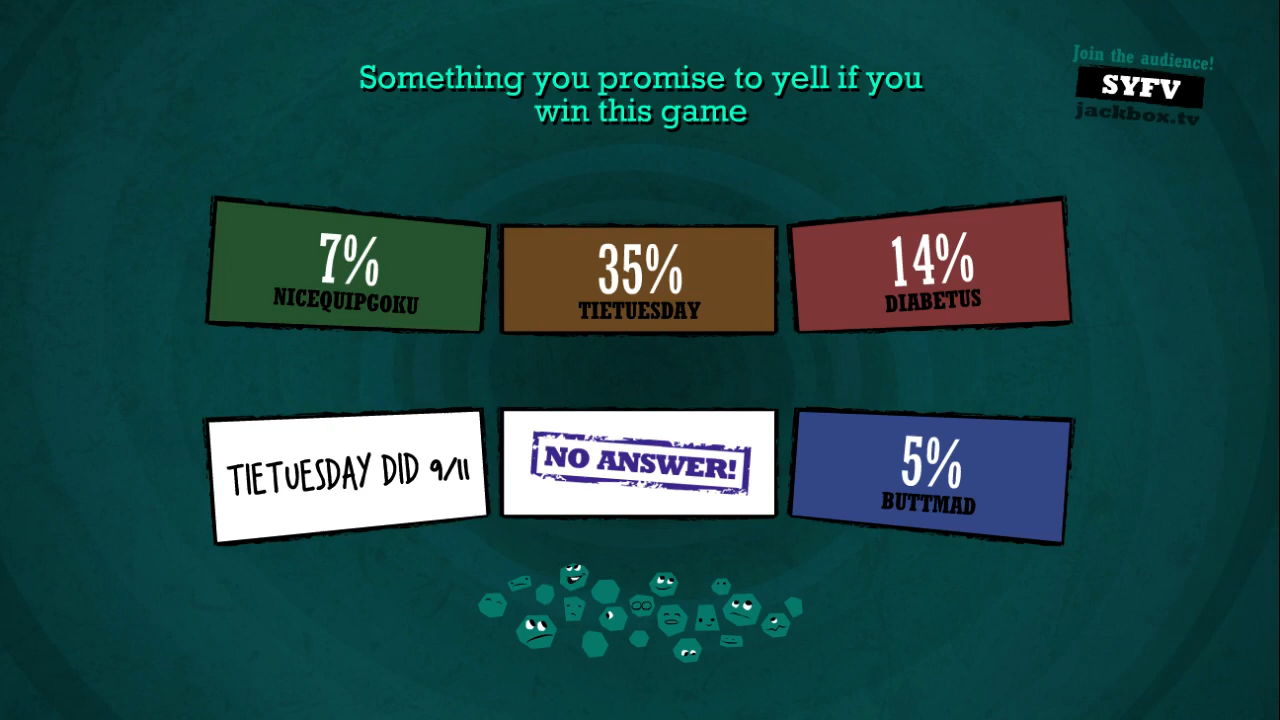 Something you promise to yell if you
win this game
Join the audience!
SYFV
jackbox.tv
7%
NICEQUIPGOKU
35%
TIETUESDAY
14%
DIABETUS
TIETUESDAY DID 9/11
NO ANSWER!
5%
BUTTMAD